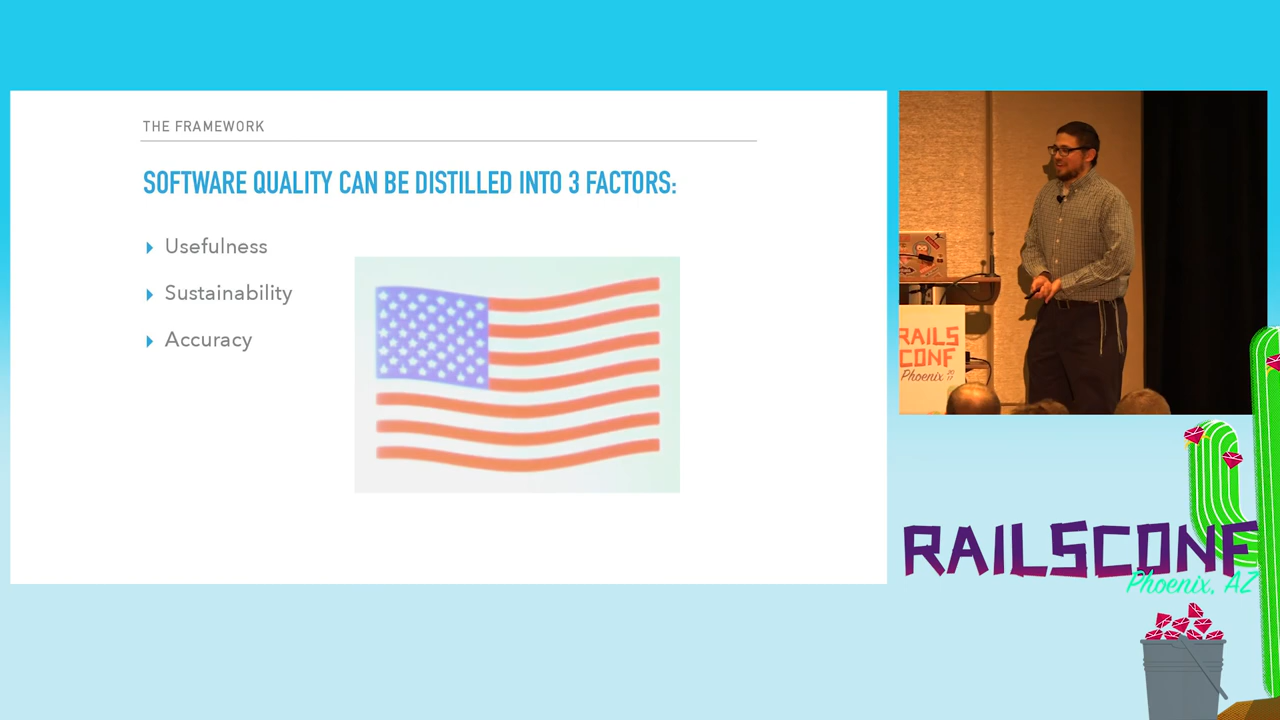 THE FRAMEWORK
SOFTWARE QUALITY CAN BE DISTILLED INTO 3 FACTORS:
Usefulness
Sustainability
Accuracy
RAILS
CONF
Phoenix 2017
RAILSCONF
Phoenix, AZ